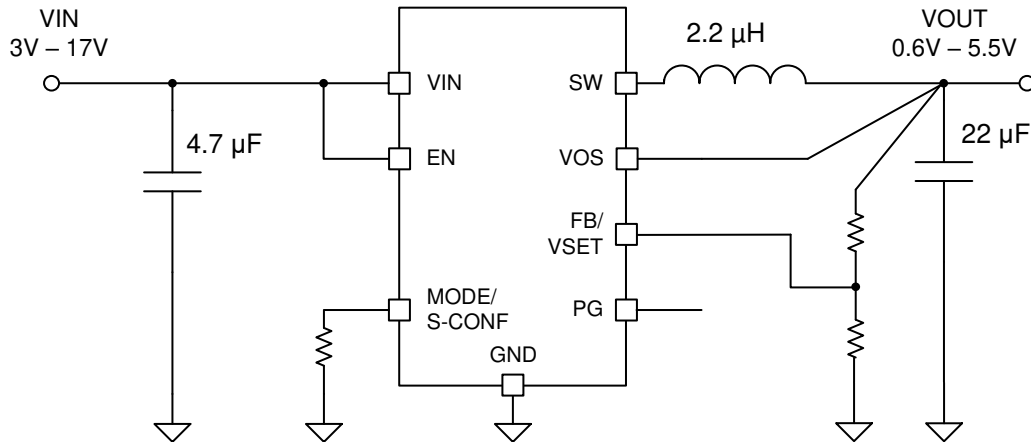 VIN
3V – 17V
4.7 µF
VIN
EN
MODE/
S-CONF
GND
SW
VOS
FB/
VSET
PG
2.2 µH
VOUT
0.6V – 5.5V
22 µF